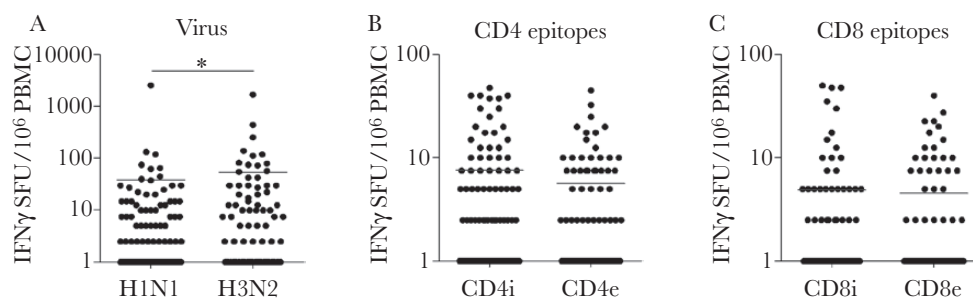 A
Virus
IFNγ SFU/10⁶ PBMC
10000
1000
100
10
1
*
H1N1
H3N2
B
CD4 epitopes
IFNγ SFU/10⁶ PBMC
100
10
1
CD4i
CD4e
C
CD8 epitopes
IFNγ SFU/10⁶ PBMC
100
10
1
CD8i
CD8e